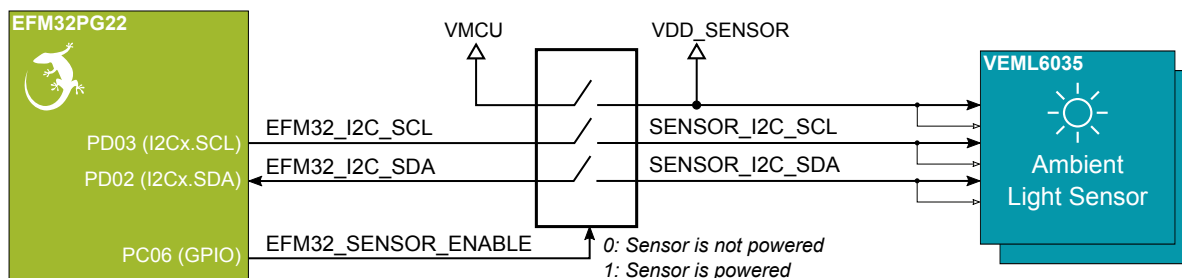 EFM32PG22
VMCU
VDD_SENSOR
VEML6035
EFM32_I2C_SCL
SENSOR_I2C_SCL
PD03 (I2Cx.SCL)
EFM32_I2C_SDA
SENSOR_I2C_SDA
PD02 (I2Cx.SDA)
Ambient
Light Sensor
EFM32_SENSOR_ENABLE
PC06 (GPIO)
0: Sensor is not powered
1: Sensor is powered